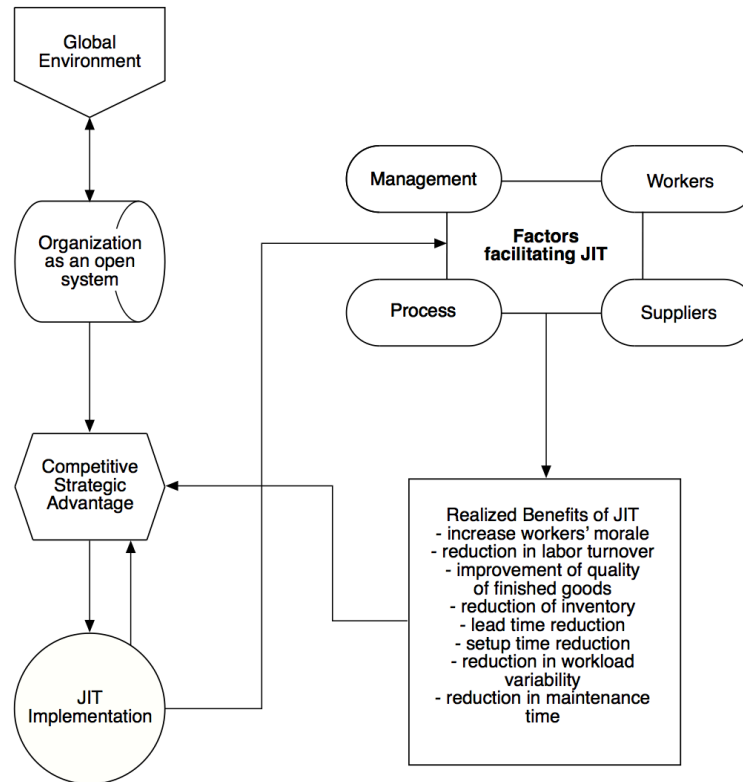 Global
Environment
Organization
as an open
system
Competitive
Strategic
Advantage
JIT
Implementation
Management
Workers
Factors
facilitating JIT
Process
Suppliers
Realized Benefits of JIT
- increase workers’ morale
- reduction in labor turnover
- improvement of quality
of finished goods
- reduction of inventory
- lead time reduction
- setup time reduction
- reduction in workload
variability
- reduction in maintenance
time